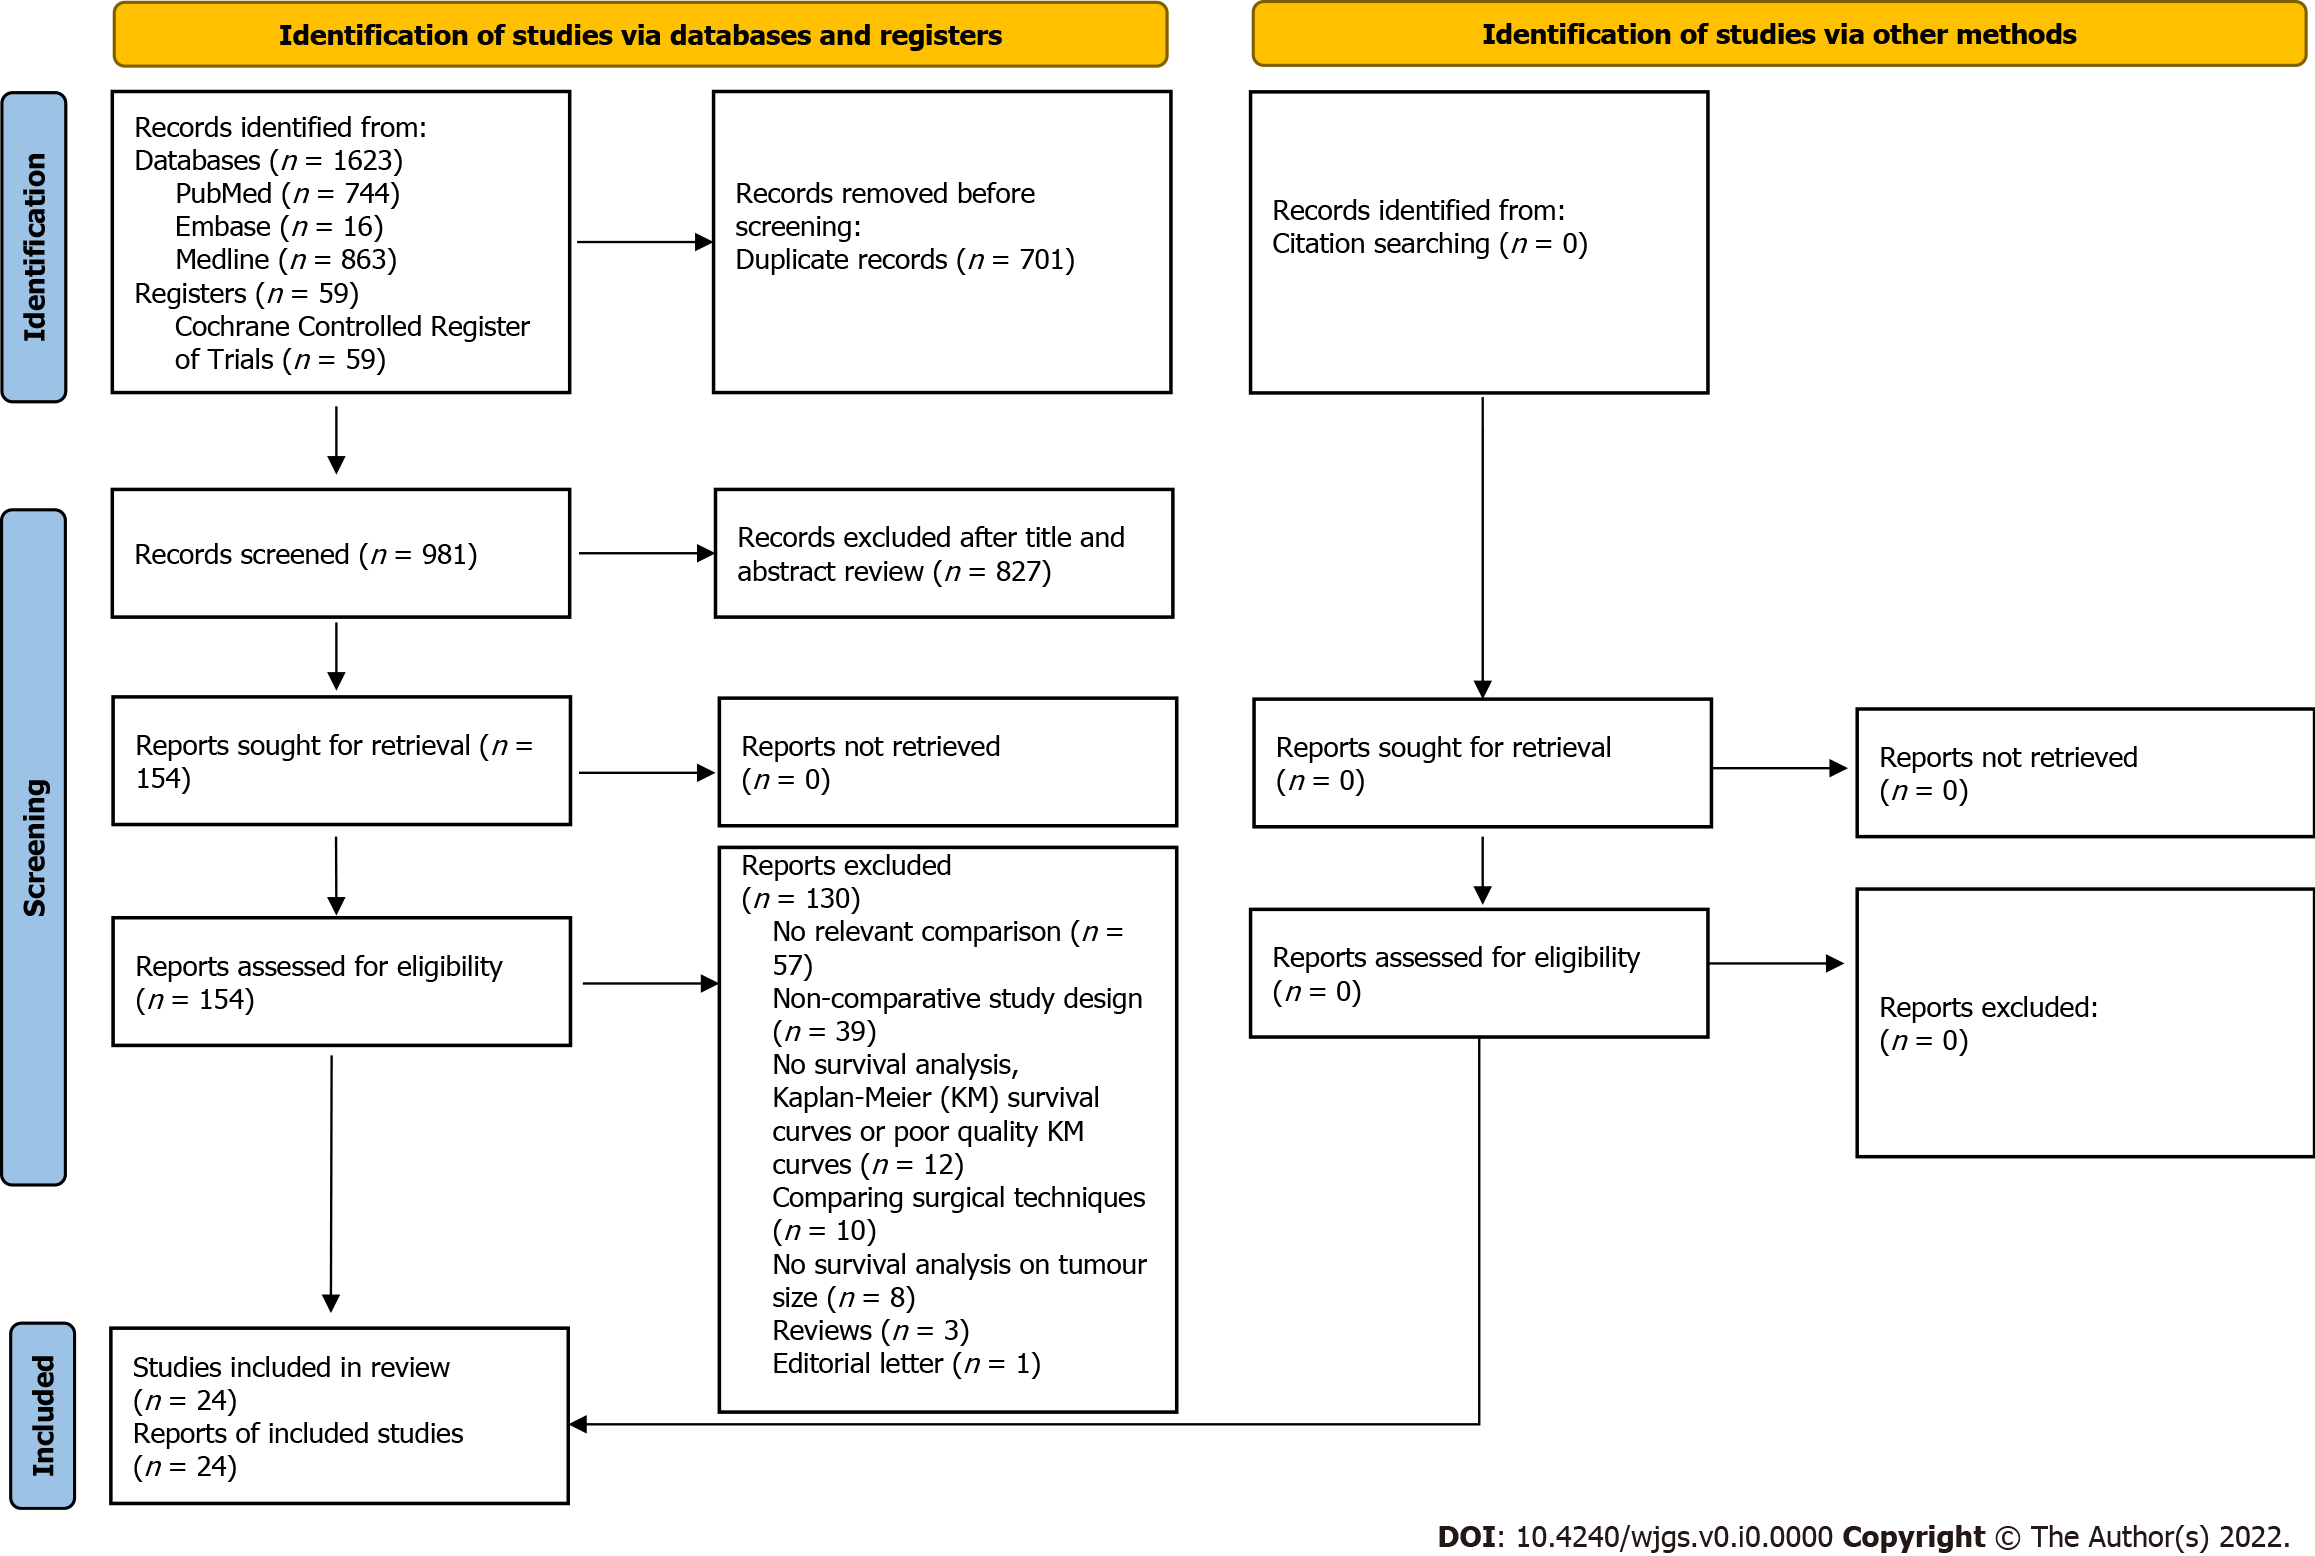 Identification of studies via databases and registers
Identification of studies via other methods
Identification
Records identified from:
Databases (n = 1623)
PubMed (n = 744)
Embase (n = 16)
Medline (n = 863)
Registers (n = 59)
Cochrane Controlled Register
of Trials (n = 59)
Records removed before
screening:
Duplicate records (n = 701)
Records identified from:
Citation searching (n = 0)
Screening
Records screened (n = 981)
Records excluded after title and
abstract review (n = 827)
Reports sought for retrieval (n =
154)
Reports not retrieved
(n = 0)
Reports sought for retrieval
(n = 0)
Reports not retrieved
(n = 0)
Reports assessed for eligibility
(n = 154)
Reports excluded
(n = 130)
No relevant comparison (n =
57)
Non-comparative study design
(n = 39)
No survival analysis,
Kaplan-Meier (KM) survival
curves or poor quality KM
curves (n = 12)
Comparing surgical techniques
(n = 10)
No survival analysis on tumour
size (n = 8)
Reviews (n = 3)
Editorial letter (n = 1)
Reports assessed for eligibility
(n = 0)
Reports excluded:
(n = 0)
Included
Studies included in review
(n = 24)
Reports of included studies
(n = 24)
DOI: 10.4240/wjgs.v0.i0.0000 Copyright © The Author(s) 2022.